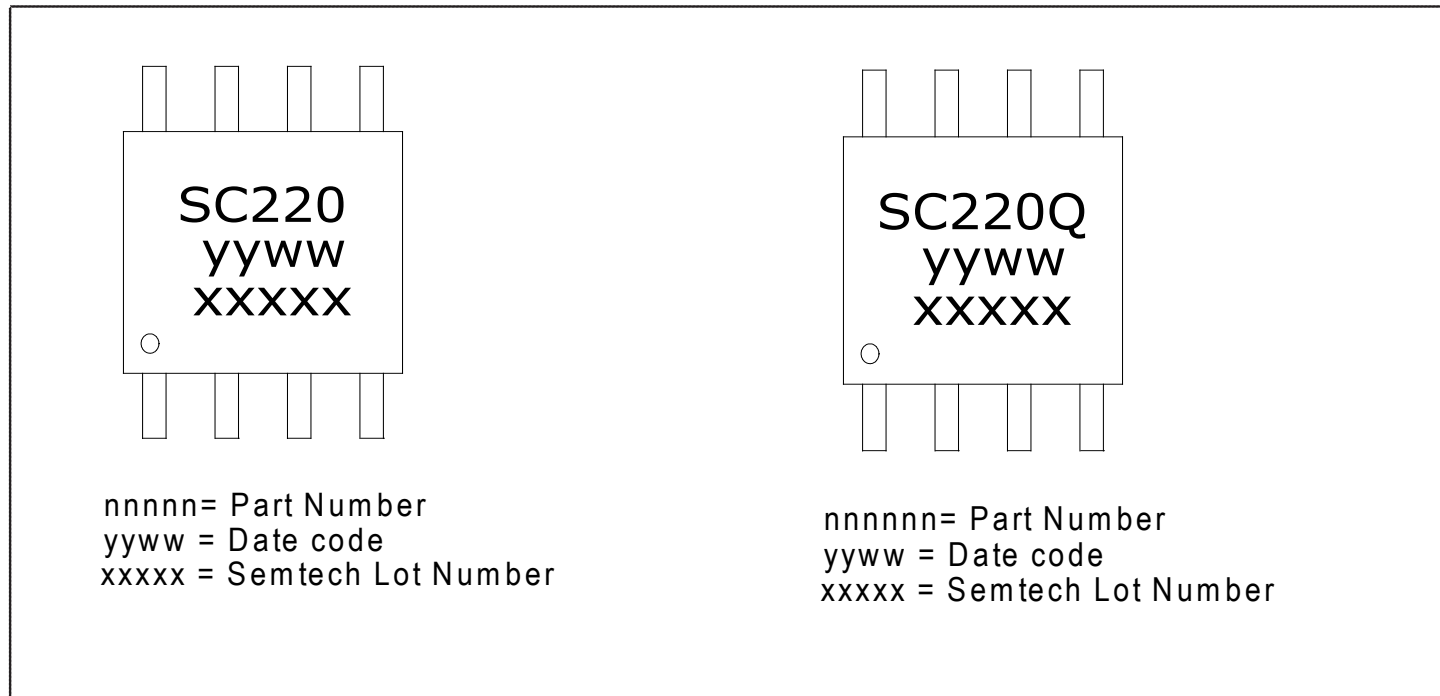 SC220
yyww
xxxxx
nnnnn= Part Number
yyww = Date code
xxxxx = Semtech Lot Number
SC220Q
yyww
xxxxx
nnnnnn= Part Number
yyww = Date code
xxxxx = Semtech Lot Number